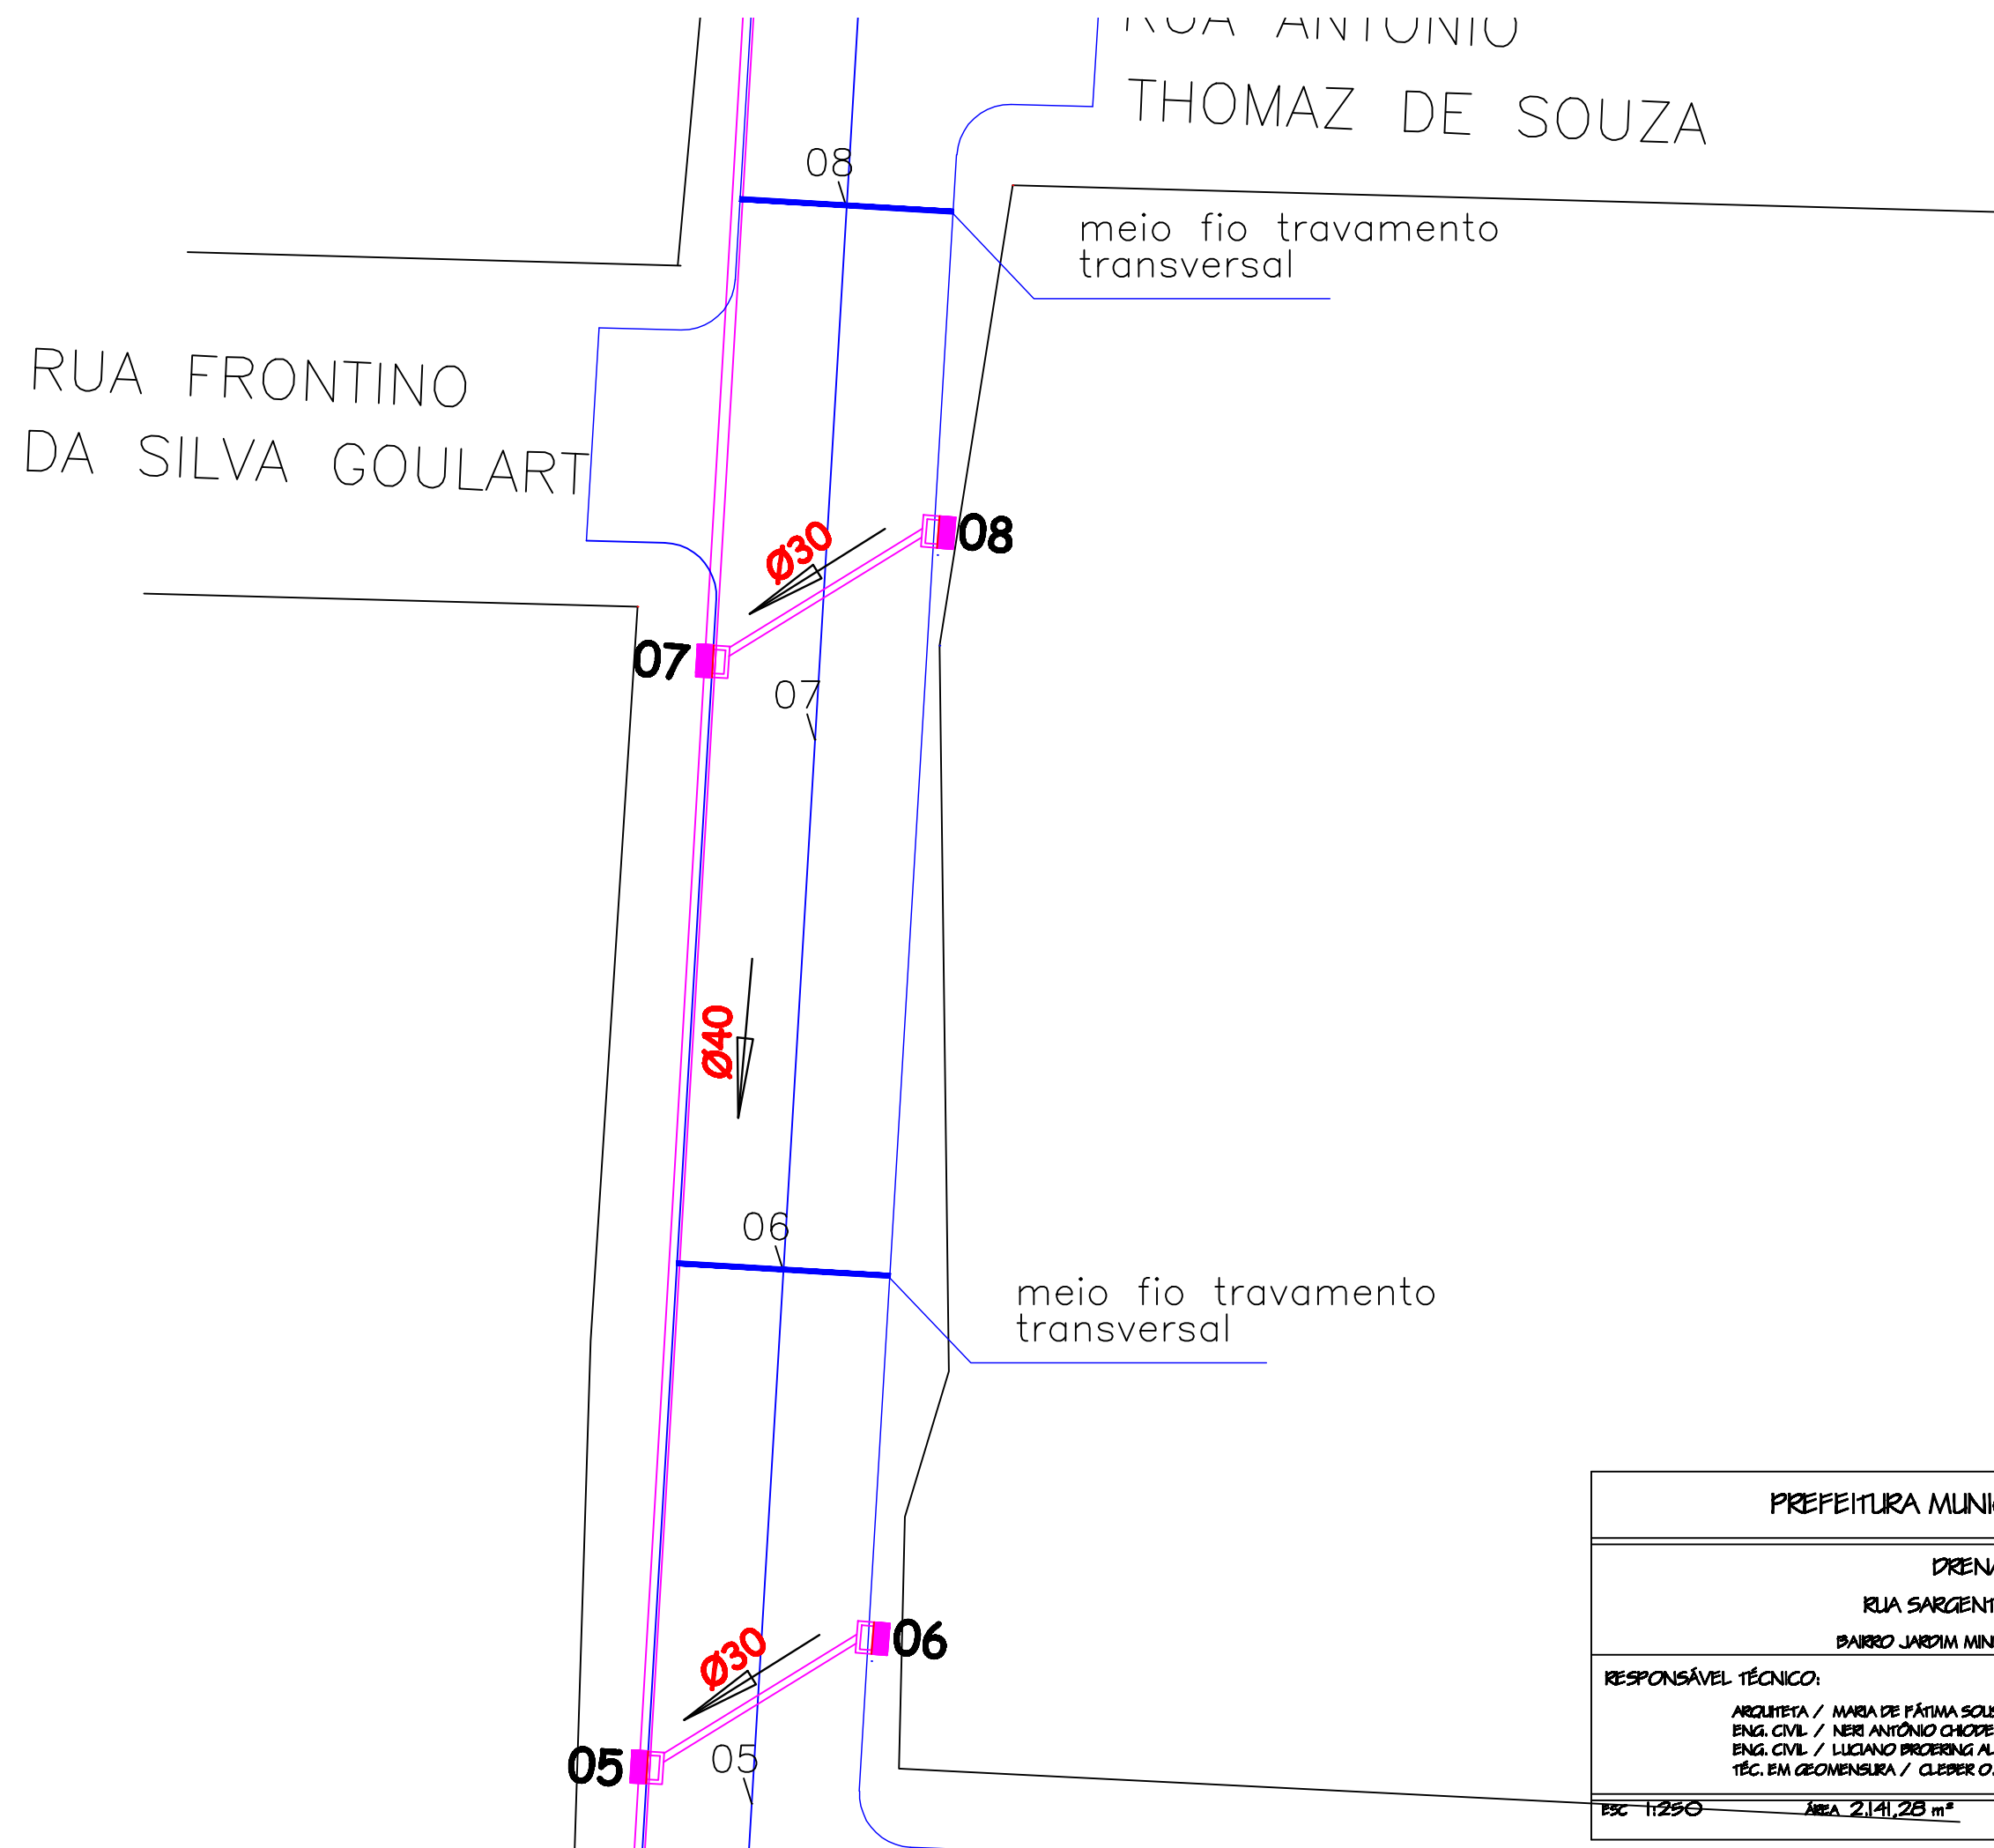 RUA ANTONIO
THOMAZ DE SOUZA
08
meio fio travamento
transversal
RUA FRONTINO
DA SILVA GOULART
Ø30
08
07
07
Ø40
06
meio fio travamento
transversal
Ø30
06
05
05
PREFEITURA MUNI
DRENA
RUA SARGENT
BAIRRO JARDIM MIN
RESPONSÁVEL TÉCNICO:
ARQUITETA / MARIA DE FÁTIMA SOUS
ENG. CIVIL / NERI ANTÔNIO CHIODE
ENG. CIVIL / LUCIANO BROERING AL
TÉC. EM GEOMENSURA / CLEBER O.
ESC 1:250 ÁREA 2.141,28 m²